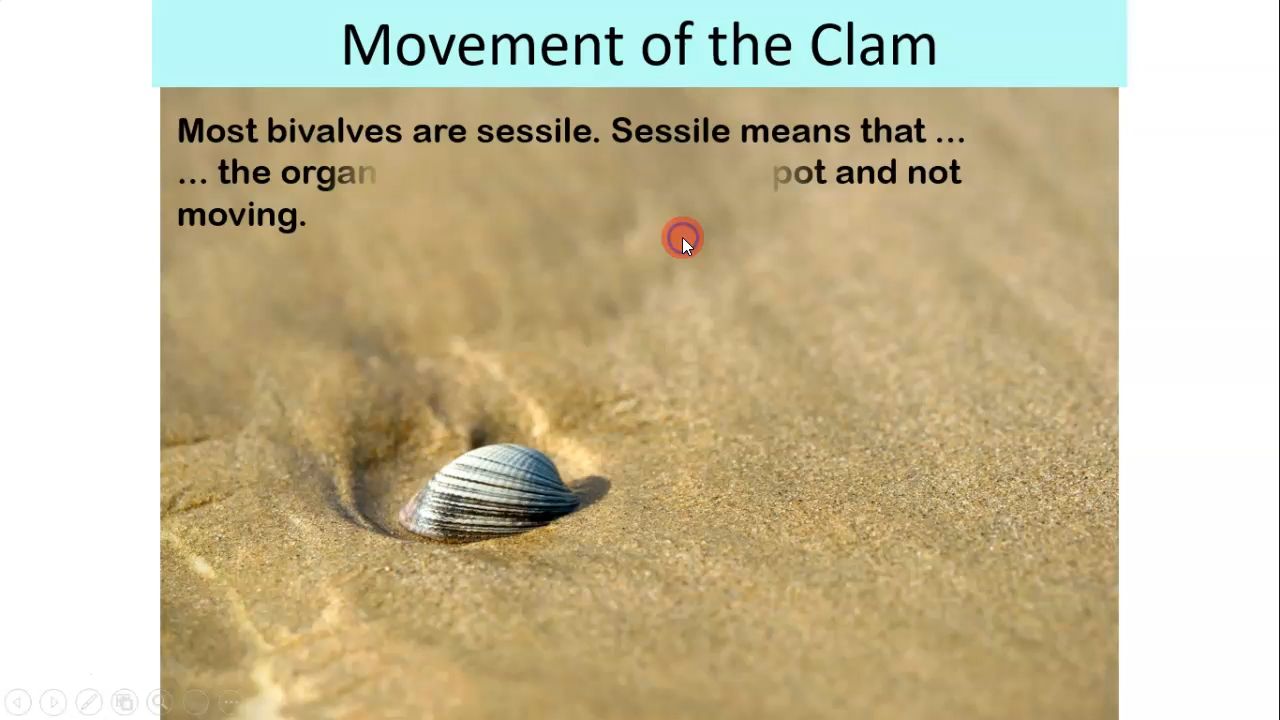 Movement of the Clam
Most bivalves are sessile. Sessile means that ...
... the organ pot and not
moving.